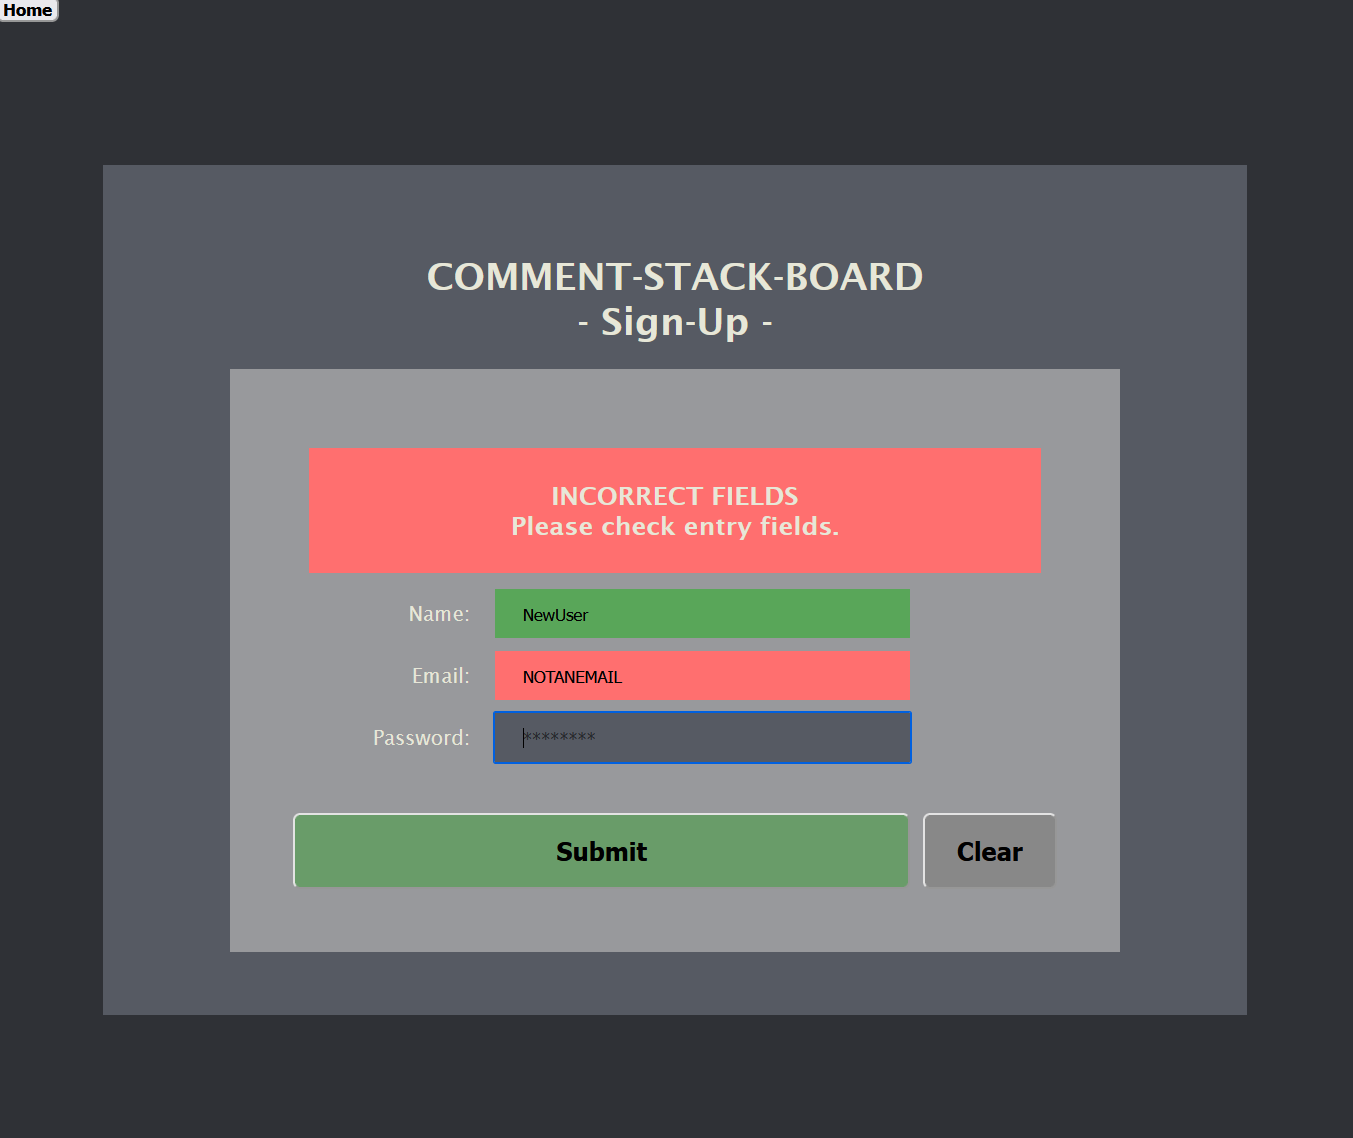 Home
COMMENT-STACK-BOARD
- Sign-Up -
INCORRECT FIELDS
Please check entry fields.
Name: NewUser
Email: NOTANEMAIL
Password: ********
Submit Clear